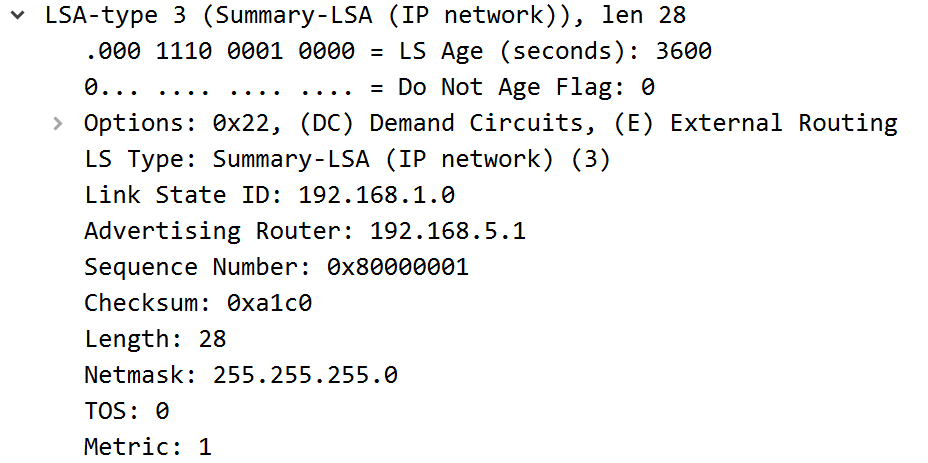 LSA-type 3 (Summary-LSA (IP network)), len 28
.000 1110 0001 0000 = LS Age (seconds): 3600
0... .... .... .... = Do Not Age Flag: 0
Options: 0x22, (DC) Demand Circuits, (E) External Routing
LS Type: Summary-LSA (IP network) (3)
Link State ID: 192.168.1.0
Advertising Router: 192.168.5.1
Sequence Number: 0x80000001
Checksum: 0xa1c0
Length: 28
Netmask: 255.255.255.0
TOS: 0
Metric: 1